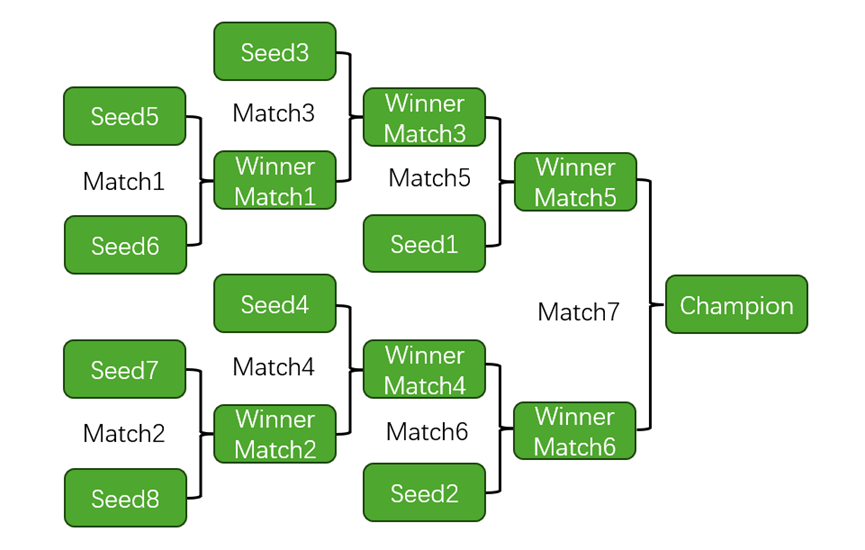 Seed3
Seed5
Match3
Winner
Match3
Match1
Winner
Match1
Match5
Winner
Match5
Seed6
Seed1
Seed4
Match7
Champion
Seed7
Match4
Winner
Match4
Match2
Winner
Match2
Match6
Winner
Match6
Seed8
Seed2